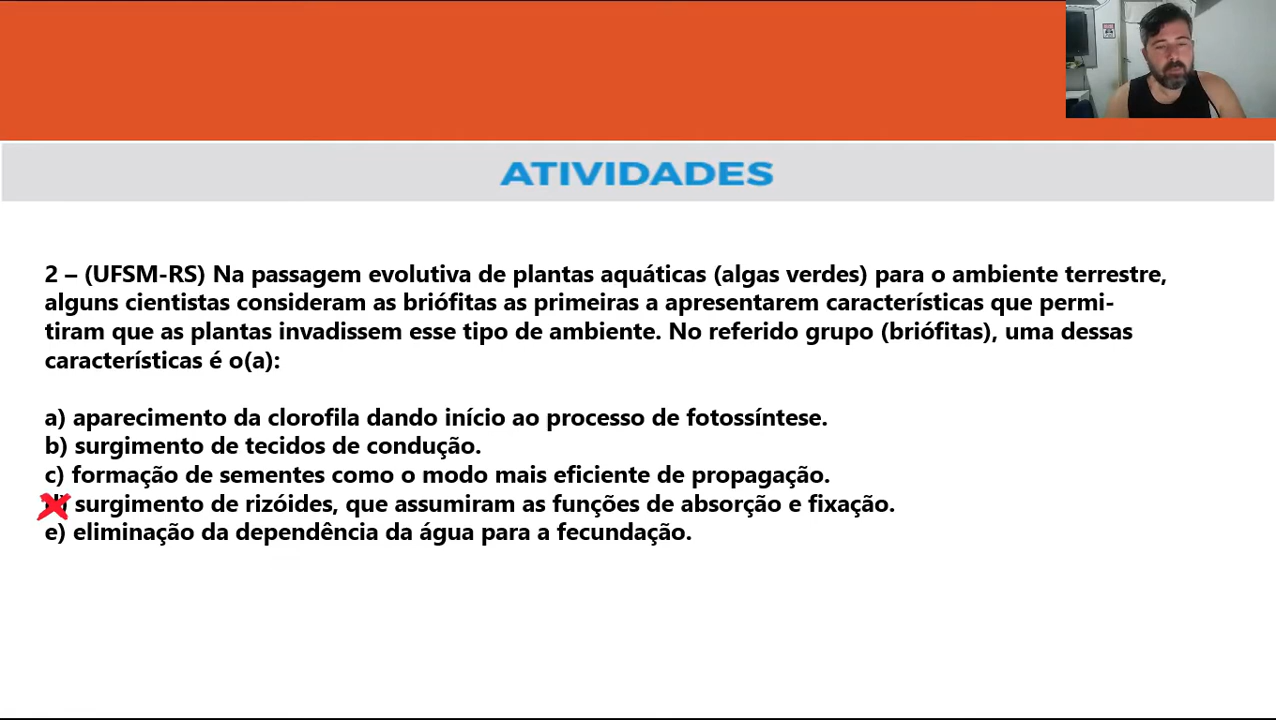 ATIVIDADES
2 – (UFSM-RS) Na passagem evolutiva de plantas aquáticas (algas verdes) para o ambiente terrestre,
alguns cientistas consideram as briófitas as primeiras a apresentarem características que permi-
tiram que as plantas invadissem esse tipo de ambiente. No referido grupo (briófitas), uma dessas
características é o(a):
a) aparecimento da clorofila dando início ao processo de fotossíntese.
b) surgimento de tecidos de condução.
c) formação de sementes como o modo mais eficiente de propagação.
d) surgimento de rizóides, que assumiram as funções de absorção e fixação.
e) eliminação da dependência da água para a fecundação.